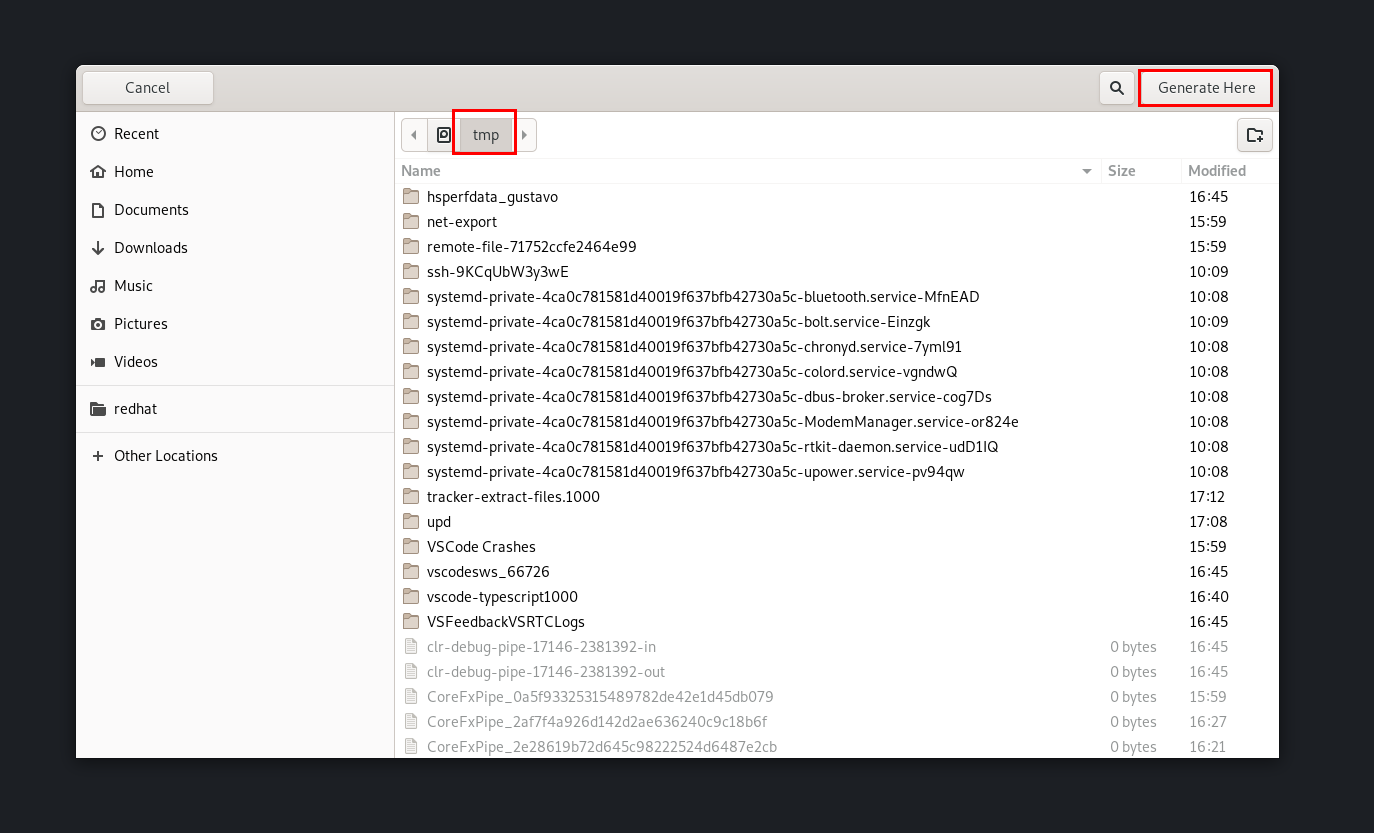 Cancel Generate Here
Recent
Home
Documents
Downloads
Music
Pictures
Videos
redhat
Other Locations
tmp
Name Size Modified
hsperfdata_gustavo 16:45
net-export 15:59
remote-file-71752ccfe2464e99 15:59
ssh-9KCqUbW3y3wE 10:09
systemd-private-4ca0c781581d40019f637bfb42730a5c-bluetooth.service-MfnEAD 10:08
systemd-private-4ca0c781581d40019f637bfb42730a5c-bolt.service-Einzgk 10:09
systemd-private-4ca0c781581d40019f637bfb42730a5c-chronyd.service-7yml91 10:08
systemd-private-4ca0c781581d40019f637bfb42730a5c-colord.service-vgndwQ 10:08
systemd-private-4ca0c781581d40019f637bfb42730a5c-dbus-broker.service-cog7Ds 10:08
systemd-private-4ca0c781581d40019f637bfb42730a5c-ModemManager.service-or824e 10:08
systemd-private-4ca0c781581d40019f637bfb42730a5c-rtkit-daemon.service-udD1IQ 10:08
systemd-private-4ca0c781581d40019f637bfb42730a5c-upower.service-pv94qw 10:08
tracker-extract-files.1000 17:12
upd 17:08
VSCode Crashes 15:59
vscodesws_66726 16:45
vscode-typescript1000 16:40
VSFeedbackVSRTCLogs 16:45
clr-debug-pipe-17146-2381392-in 0 bytes 16:45
clr-debug-pipe-17146-2381392-out 0 bytes 16:45
CoreFxPipe_0a5f93325315489782de42e1d45db079 0 bytes 15:59
CoreFxPipe_2af7f4a926d142d2ae636240c9c18b6f 0 bytes 16:27
CoreFxPipe_2e28619b72d645c98222524d6487e2cb 0 bytes 16:21